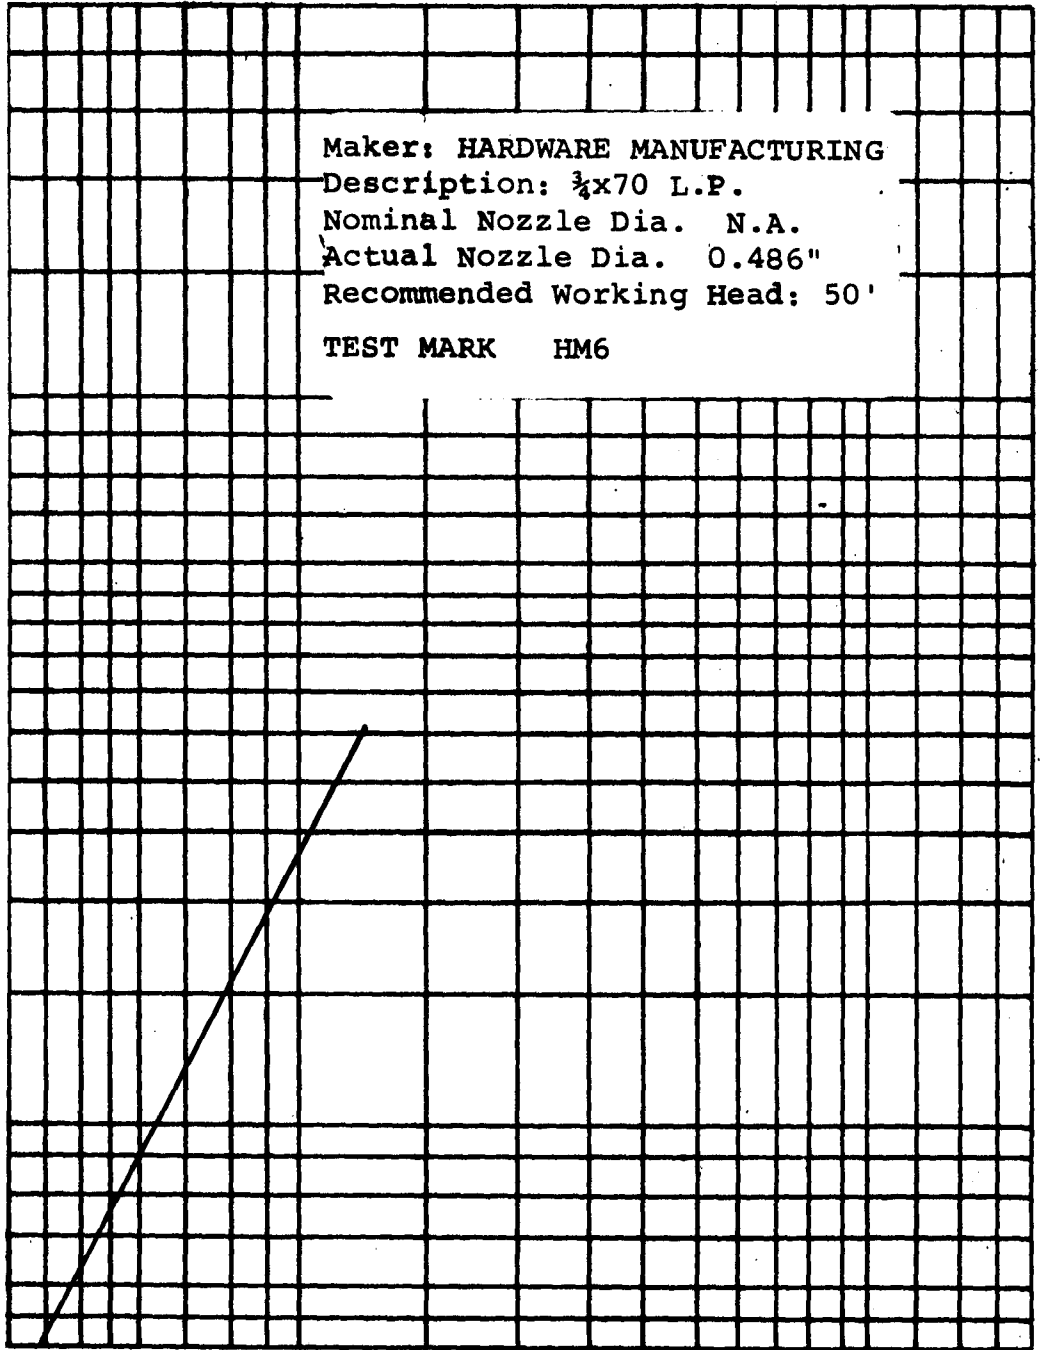 Maker: HARDWARE MANUFACTURING
Description: ¾x70 L.P.
Nominal Nozzle Dia. N.A.
Actual Nozzle Dia. 0.486"
Recommended Working Head: 50'
TEST MARK HM6